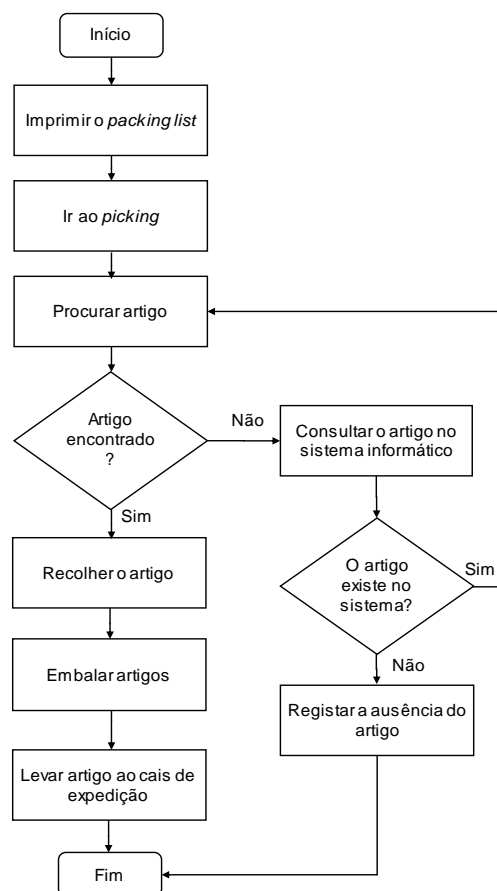 Início
Imprimir o packing list
Ir ao picking
Procurar artigo
Artigo
encontrado
?
Não
Sim
Consultar o artigo no
sistema informático
O artigo
existe no
sistema?
Sim
Não
Recolher o artigo
Embalar artigos
Registar a ausência do
artigo
Levar artigo ao cais de
expedição
Fim